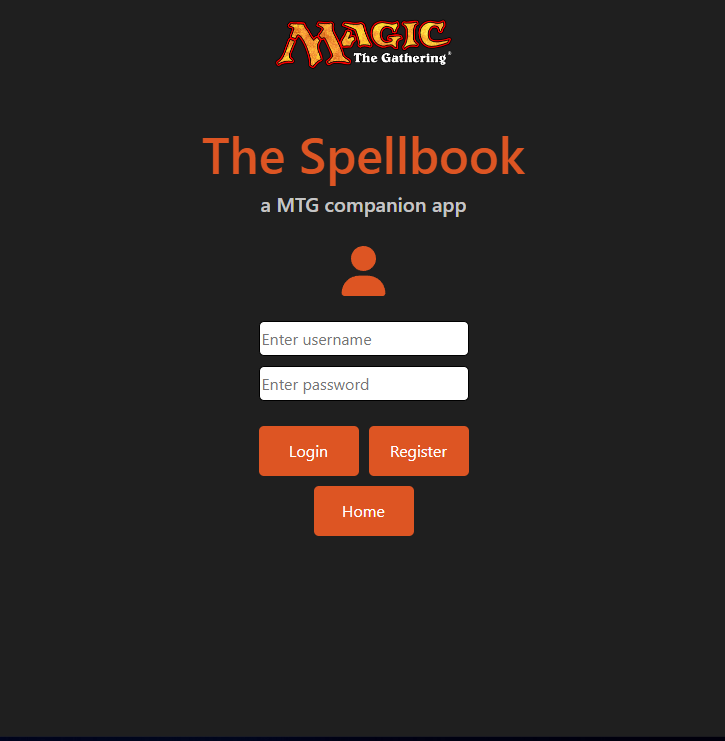 MAGIC
The Gathering®
The Spellbook
a MTG companion app
Enter username
Enter password
Login Register
Home